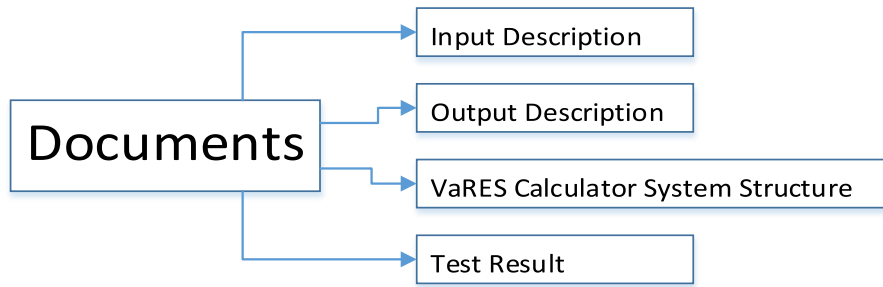 Documents
Input Description
Output Description
VaRES Calculator System Structure
Test Result